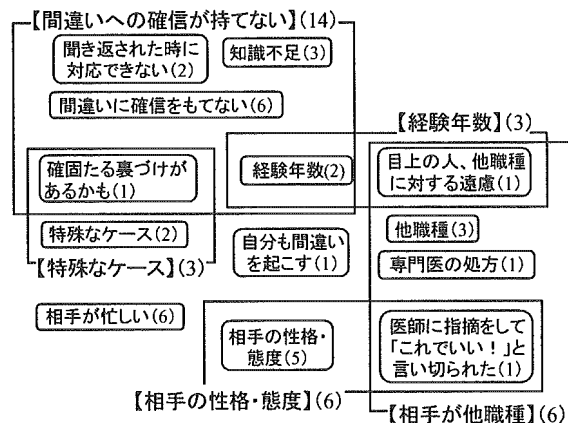 【間違いへの確信が持てない】(14)
聞き返された時に
対応できない(2)
知識不足(3)
間違いに確信をもてない(6)
【経験年数】(3)
確固たる裏づけが
あるかも(1)
経験年数(2)
目上の人、他職種
に対する遠慮(1)
特殊なケース(2)
【特殊なケース】(3)
自分も間違い
を起こす(1)
他職種(3)
専門医の処方(1)
相手が忙しい(6)
相手の性格・
態度(5)
医師に指摘をして
「これでいい！」と
言い切られた(1)
【相手の性格・態度】(6)
【相手が他職種】(6)